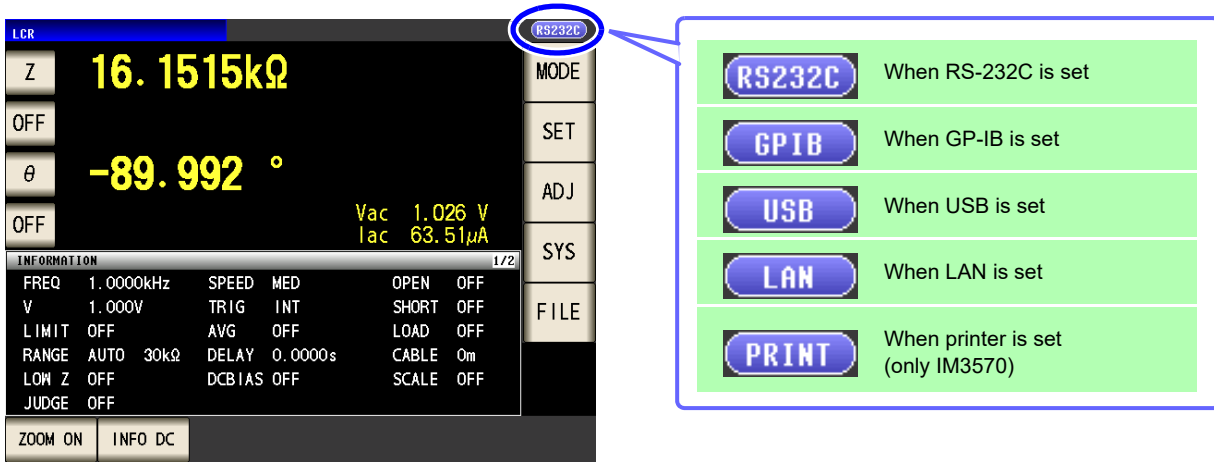 LCR
RS232C
Z 16.1515kΩ
MODE
OFF
SET
θ -89.992 °
ADJ
OFF
Vac 1.026 V
Iac 63.51μA
SYS
INFORMATION 1/2
FREQ 1.0000kHz SPEED MED OPEN OFF
V 1.000V TRIG INT SHORT OFF
FILE
LIMIT OFF AVG OFF LOAD OFF
RANGE AUTO 30kΩ DELAY 0.0000s CABLE 0m
LOW Z OFF DCBIAS OFF SCALE OFF
JUDGE OFF
ZOOM ON INFO DC
RS232C When RS-232C is set
GPIB When GP-IB is set
USB When USB is set
LAN When LAN is set
PRINT When printer is set
(only IM3570)